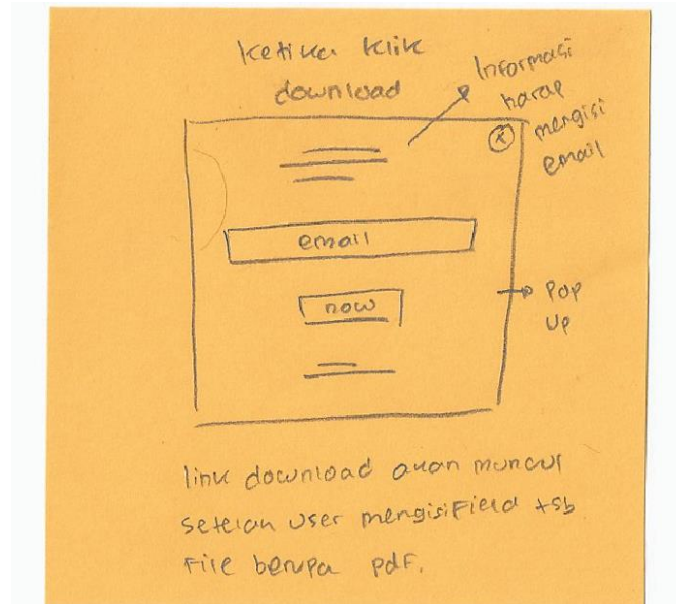 ketika klik
download
Informasi
harap
mengisi
email
x
email
now
Pop
Up
link download akan muncul
setelah user mengisi field tsb
File berupa pdf.